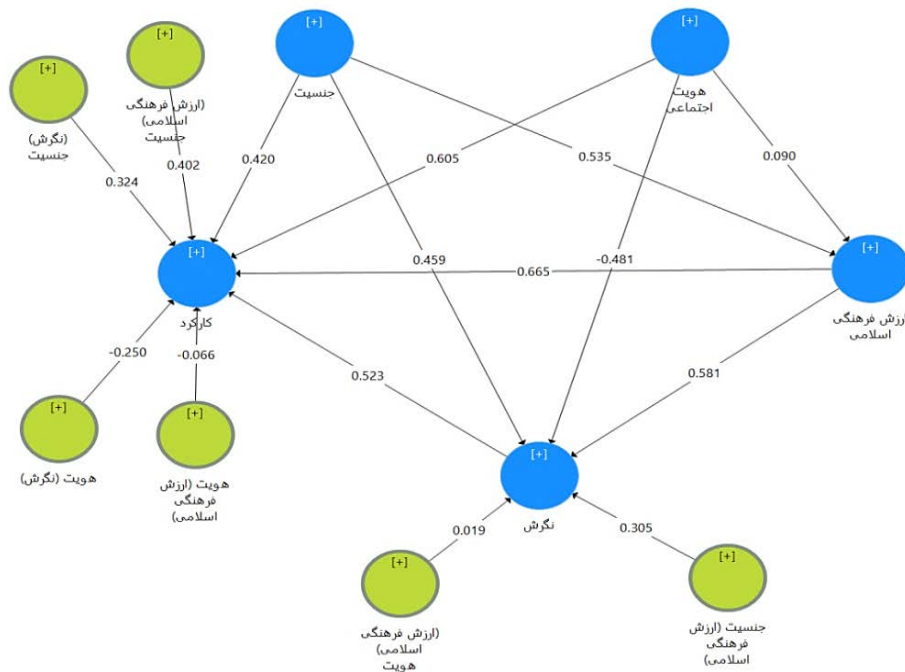 [+]
جنسیت
[+]
هویت
اجتماعی
[+]
(ارزش فرهنگی
اسلامی)
جنسیت
[+]
(نگرش)
جنسیت
0.324
0.402
0.420
0.605
0.535
0.090
[+]
کارکرد
0.459
-0.481
0.665
[+]
ارزش فرهنگی
اسلامی
-0.250
-0.066
0.523
0.581
[+]
هویت (نگرش)
[+]
هویت (ارزش
فرهنگی
اسلامی)
[+]
نگرش
0.019
0.305
[+]
(ارزش فرهنگی
اسلامی)
هویت
[+]
جنسیت (ارزش
فرهنگی
اسلامی)